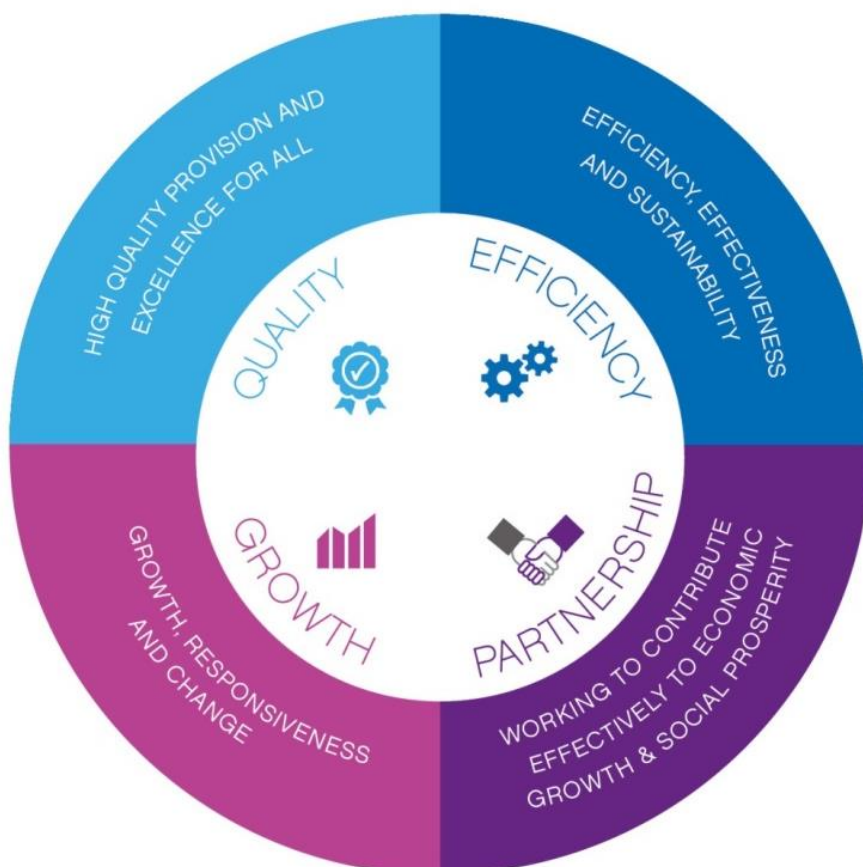 HIGH QUALITY PROVISION AND
EXCELLENCE FOR ALL
QUALITY
EFFICIENCY, EFFECTIVENESS
AND SUSTAINABILITY
EFFICIENCY
GROWTH
GROWTH, RESPONSIVENESS
AND CHANGE
PARTNERSHIP
WORKING TO CONTRIBUTE
EFFECTIVELY TO ECONOMIC
GROWTH & SOCIAL PROSPERITY